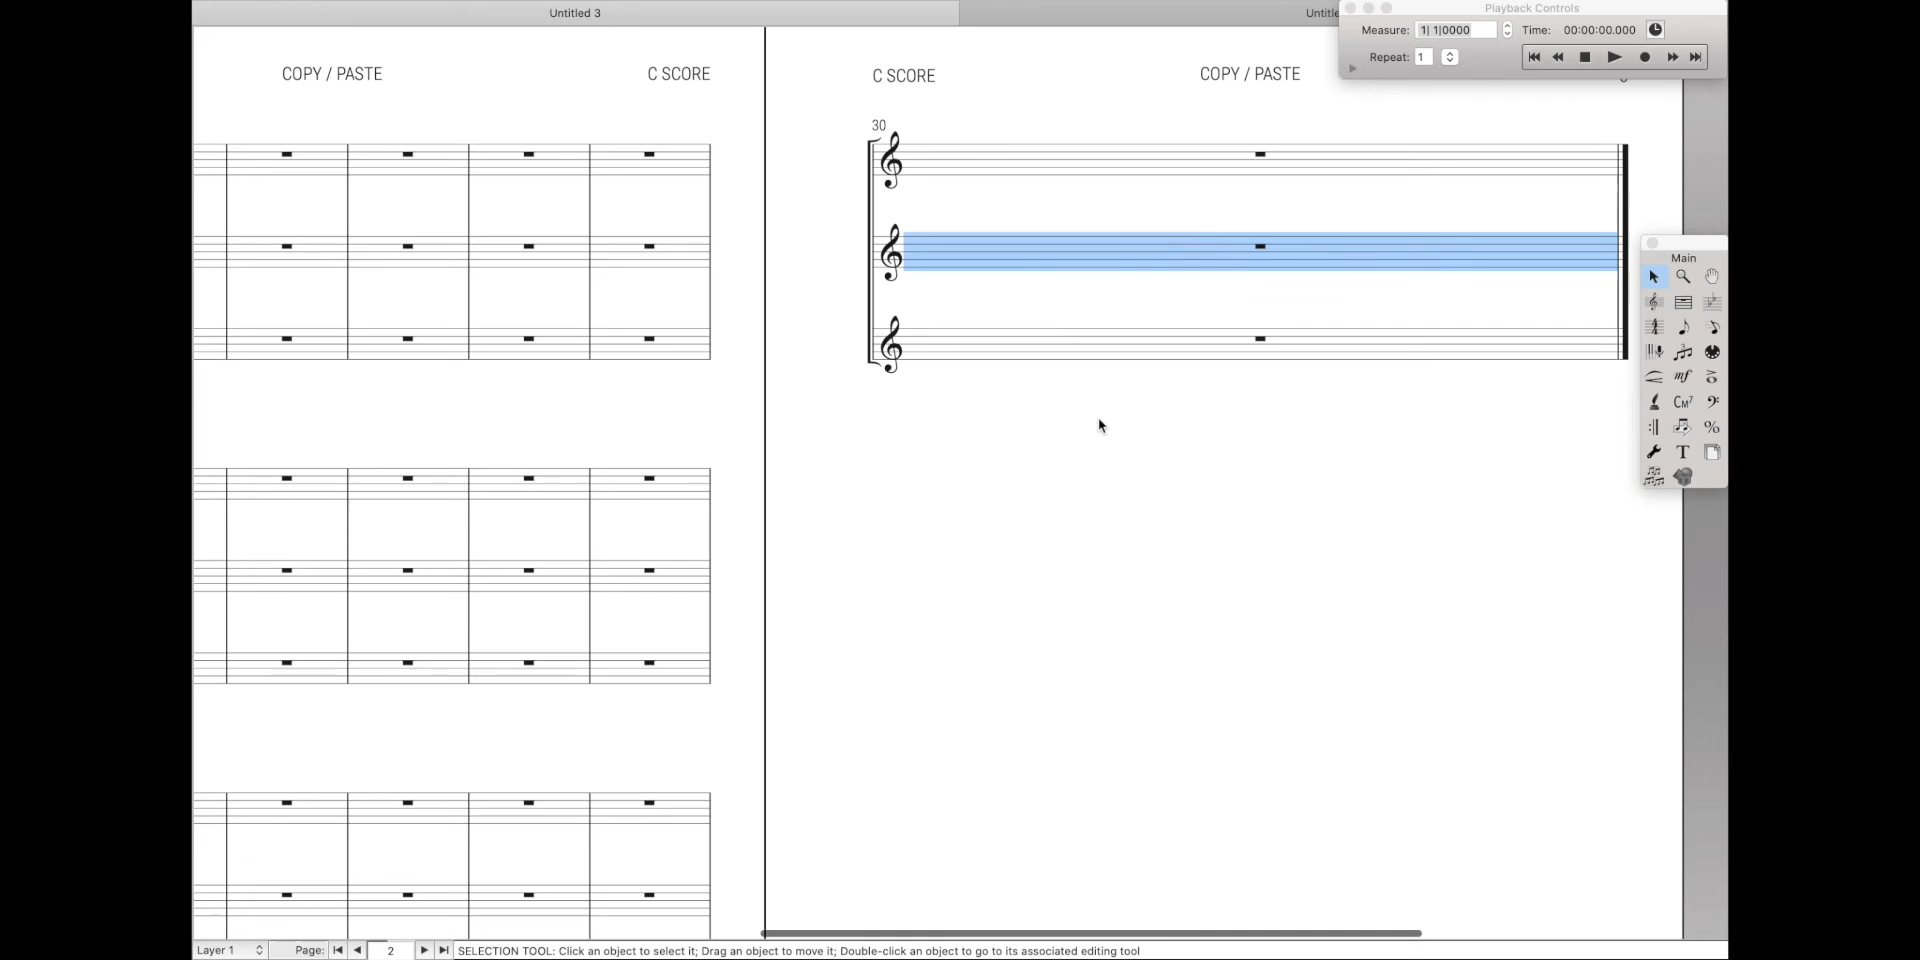 Untitled 3
Playback Controls
Measure: 1| 1|0000 Time: 00:00:00.000
Repeat: 1
COPY / PASTE
C SCORE
C SCORE
COPY / PASTE
30
Main
mf
CM7
%
T
Layer 1
Page: 2
SELECTION TOOL: Click an object to select it; Drag an object to move it; Double-click an object to go to its associated editing tool